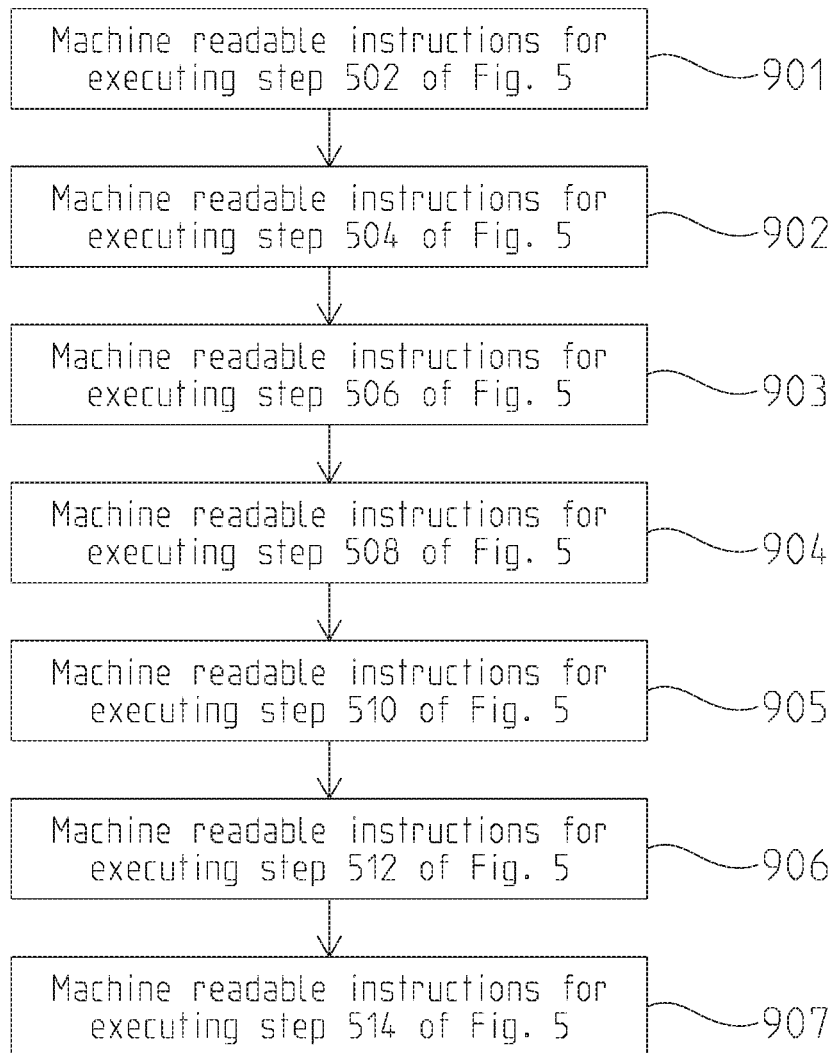 Machine readable instructions for
executing step 502 of Fig. 5
901
Machine readable instructions for
executing step 504 of Fig. 5
902
Machine readable instructions for
executing step 506 of Fig. 5
903
Machine readable instructions for
executing step 508 of Fig. 5
904
Machine readable instructions for
executing step 510 of Fig. 5
905
Machine readable instructions for
executing step 512 of Fig. 5
906
Machine readable instructions for
executing step 514 of Fig. 5
907